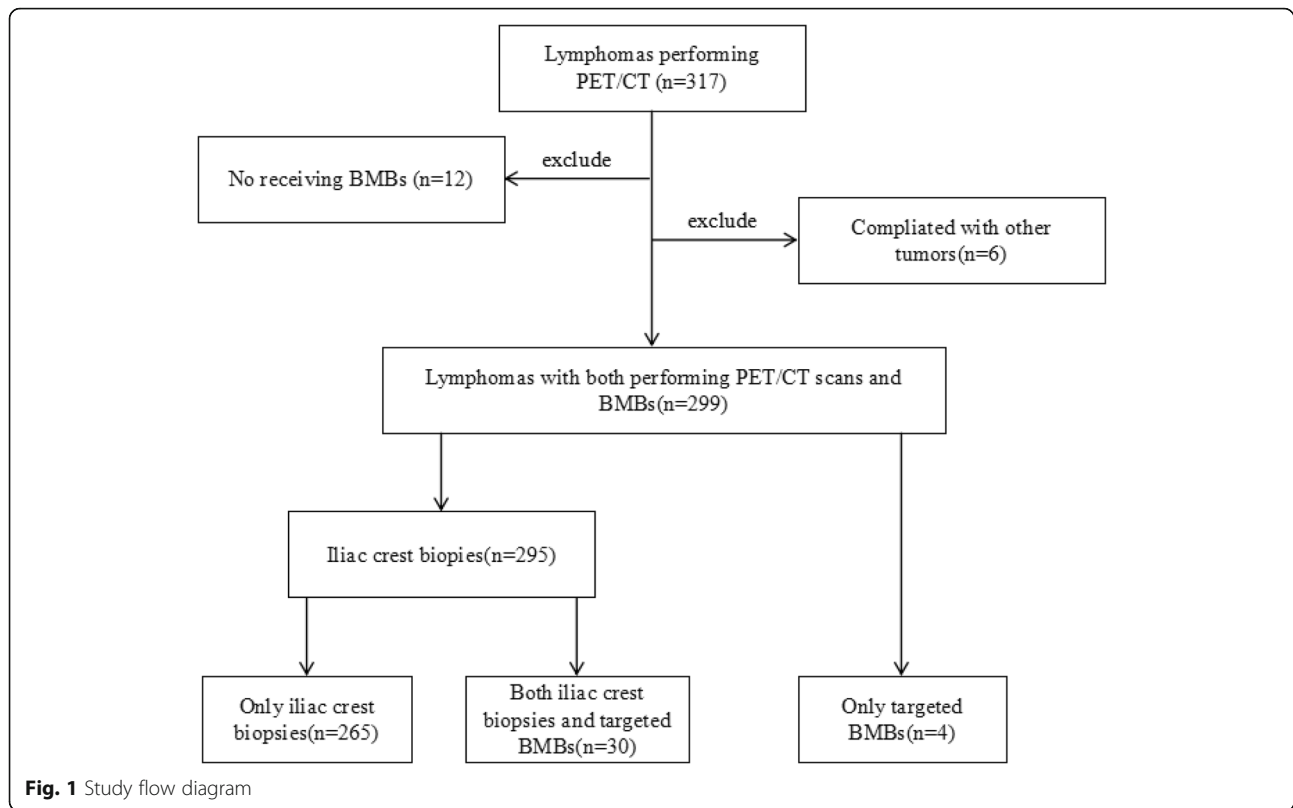 Lymphomas performing
PET/CT (n=317)
exclude
No receiving BMBs (n=12)
exclude
Compliated with other
tumors(n=6)
Lymphomas with both performing PET/CT scans and
BMBs(n=299)
Iliac crest biopies(n=295)
Only iliac crest
biopsies(n=265)
Both iliac crest
biopsies and targeted
BMBs(n=30)
Only targeted
BMBs(n=4)
Fig. 1 Study flow diagram